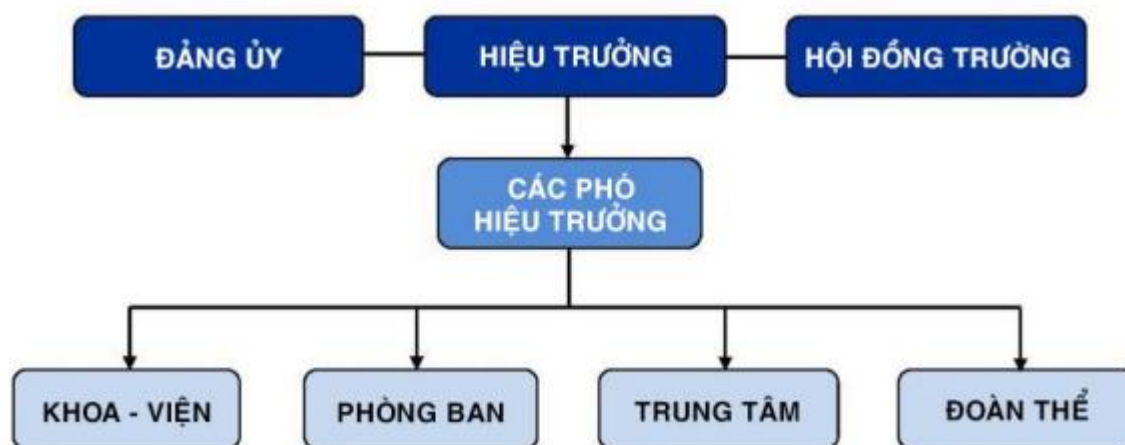 ĐẢNG ỦY
HIỆU TRƯỞNG
HỘI ĐỒNG TRƯỜNG
CÁC PHÓ
HIỆU TRƯỞNG
KHOA - VIỆN
PHÒNG BAN
TRUNG TÂM
ĐOÀN THỂ